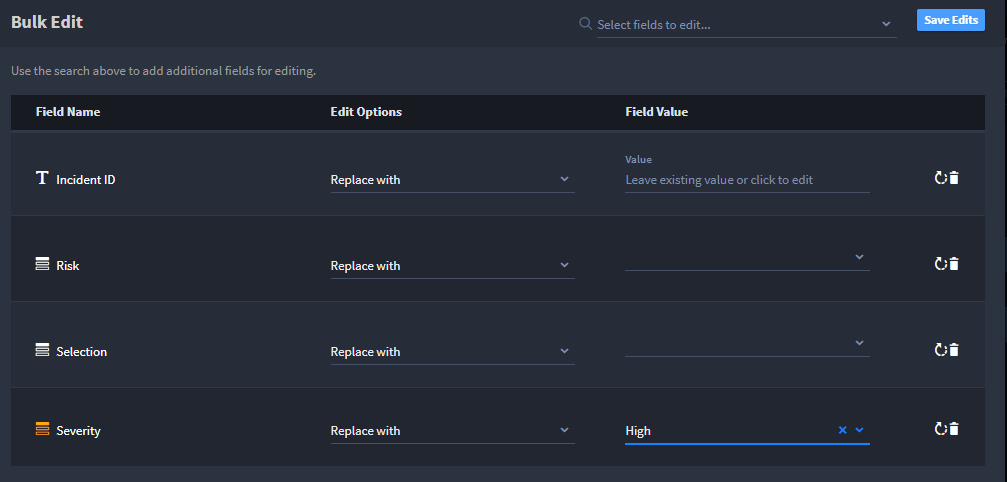 Bulk Edit
Select fields to edit...
Save Edits
Use the search above to add additional fields for editing.
Field Name Edit Options Field Value
Value
Incident ID Replace with Leave existing value or click to edit
Risk Replace with
Selection Replace with
Severity Replace with High